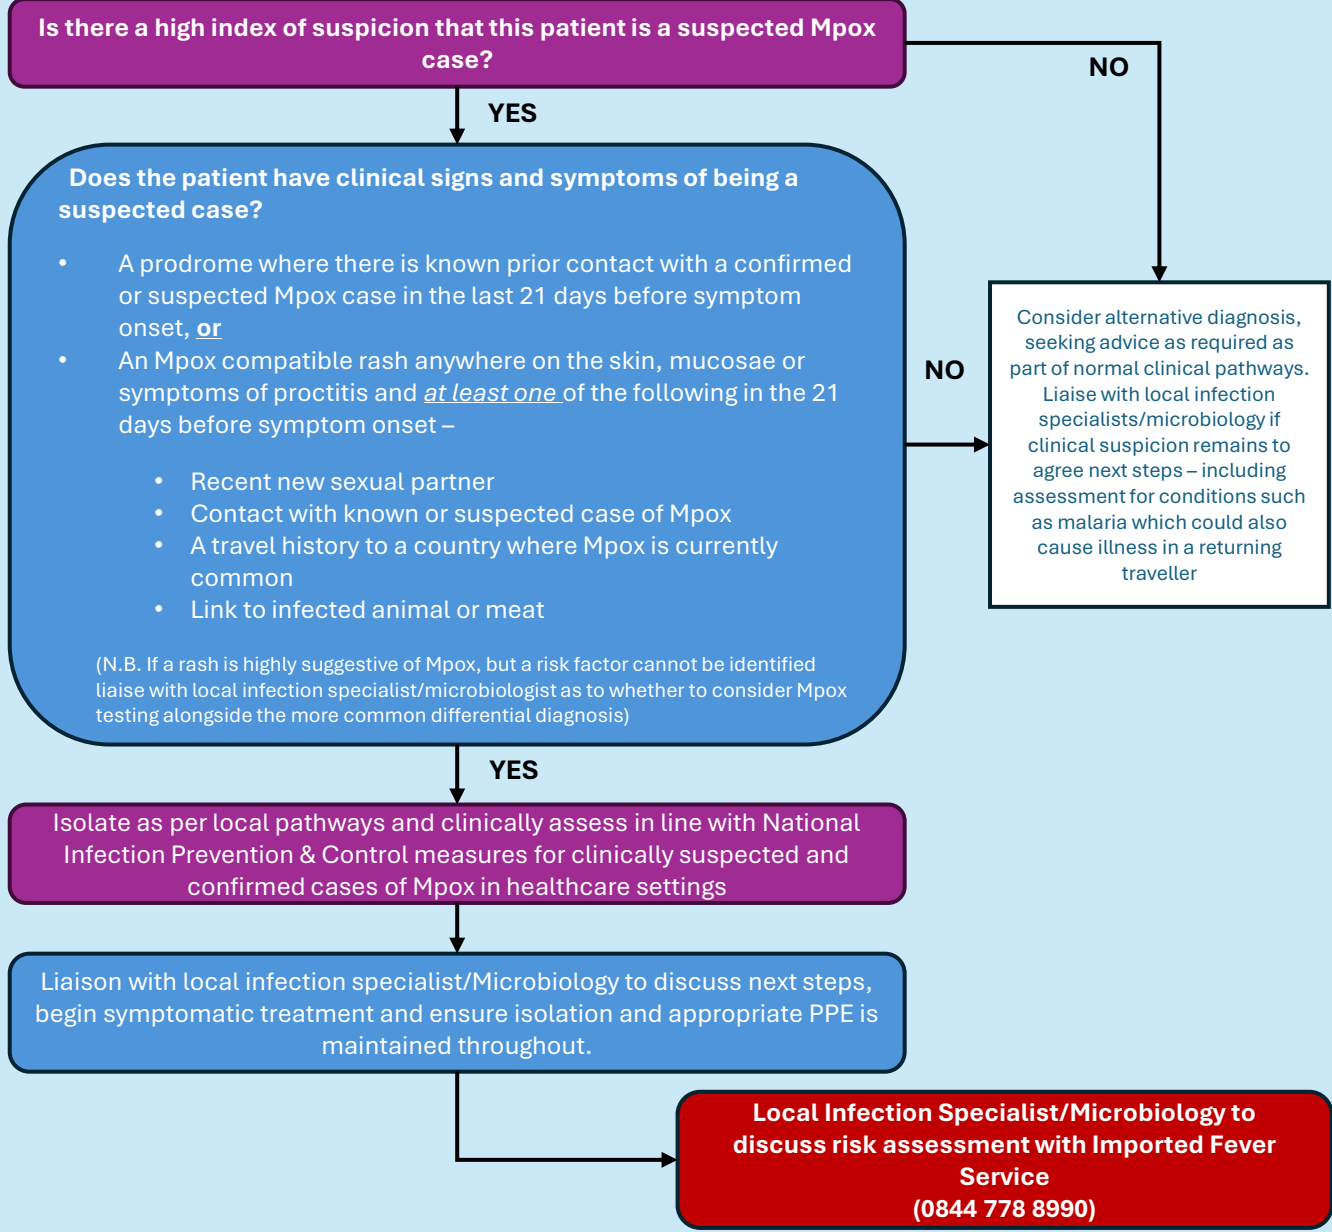 Is there a high index of suspicion that this patient is a suspected Mpox
case?
NO
YES
Does the patient have clinical signs and symptoms of being a
suspected case?
• A prodrome where there is known prior contact with a confirmed
or suspected Mpox case in the last 21 days before symptom
onset, or
• An Mpox compatible rash anywhere on the skin, mucosae or
symptoms of proctitis and at least one of the following in the 21
days before symptom onset –
• Recent new sexual partner
• Contact with known or suspected case of Mpox
• A travel history to a country where Mpox is currently
common
• Link to infected animal or meat
(N.B. If a rash is highly suggestive of Mpox, but a risk factor cannot be identified
liaise with local infection specialist/microbiologist as to whether to consider Mpox
testing alongside the more common differential diagnosis)
NO
Consider alternative diagnosis,
seeking advice as required as
part of normal clinical pathways.
Liaise with local infection
specialists/microbiology if
clinical suspicion remains to
agree next steps – including
assessment for conditions such
as malaria which could also
cause illness in a returning
traveller
YES
Isolate as per local pathways and clinically assess in line with National
Infection Prevention & Control measures for clinically suspected and
confirmed cases of Mpox in healthcare settings
Liaison with local infection specialist/Microbiology to discuss next steps,
begin symptomatic treatment and ensure isolation and appropriate PPE is
maintained throughout.
Local Infection Specialist/Microbiology to
discuss risk assessment with Imported Fever
Service
(0844 778 8990)